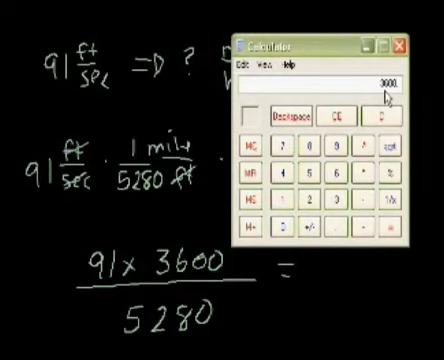 91 ft/sec => D ?
Calculator
Edit View Help
3600.
Backspace CE C
MC 7 8 9 sqrt
MR 4 5 6 * %
MS 1 2 3 - 1/x
M+ 0 +/- . =
91 ft/sec · 1 mile/5280 ft ·
91 x 3600
5280
=